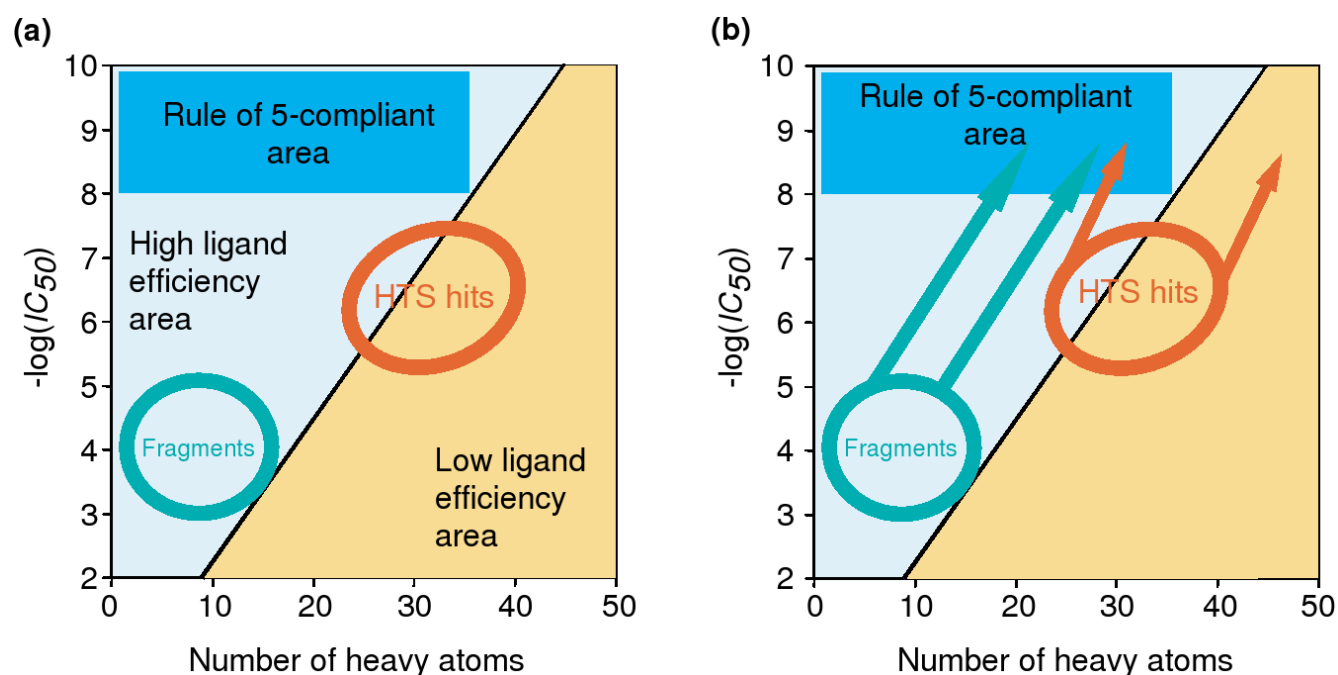 (a)
10
9
8
7
6
5
4
3
2
-log(IC50)
Rule of 5-compliant
area
High ligand
efficiency
area
HTS hits
Fragments
Low ligand
efficiency
area
0 10 20 30 40 50
Number of heavy atoms
(b)
10
9
8
7
6
5
4
3
2
-log(IC50)
Rule of 5-compliant
area
HTS hits
Fragments
0 10 20 30 40 50
Number of heavy atoms